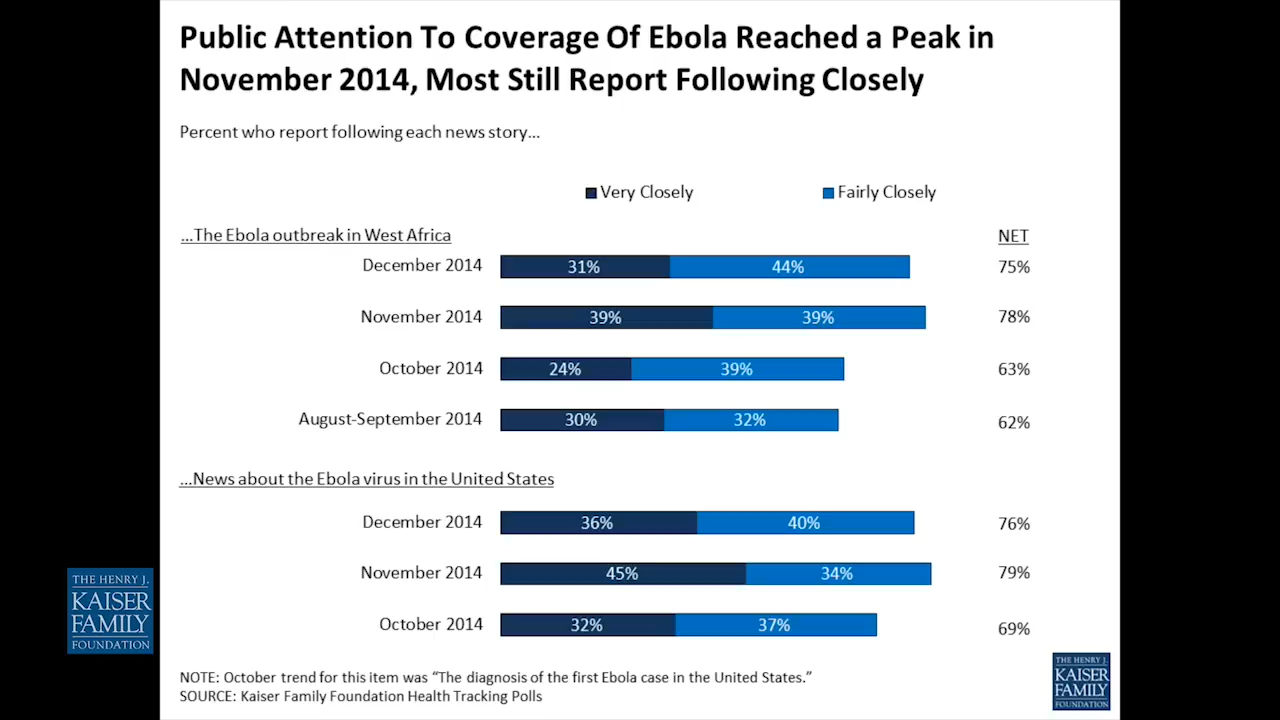 Public Attention To Coverage Of Ebola Reached a Peak in
November 2014, Most Still Report Following Closely
Percent who report following each news story…
Very Closely Fairly Closely
…The Ebola outbreak in West Africa NET
December 2014 31% 44% 75%
November 2014 39% 39% 78%
October 2014 24% 39% 63%
August-September 2014 30% 32% 62%
…News about the Ebola virus in the United States
December 2014 36% 40% 76%
November 2014 45% 34% 79%
October 2014 32% 37% 69%
THE HENRY J.
KAISER
FAMILY
FOUNDATION
NOTE: October trend for this item was “The diagnosis of the first Ebola case in the United States.”
SOURCE: Kaiser Family Foundation Health Tracking Polls
THE HENRY J.
KAISER
FAMILY
FOUNDATION